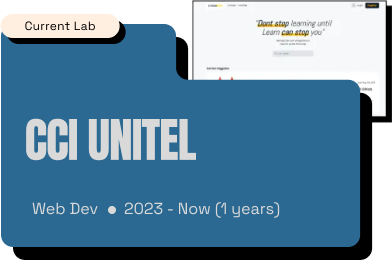 Current Lab
"Dont stop learning until
Learn can stop you"
CCI UNITEL
Web Dev ● 2023 - Now (1 years)